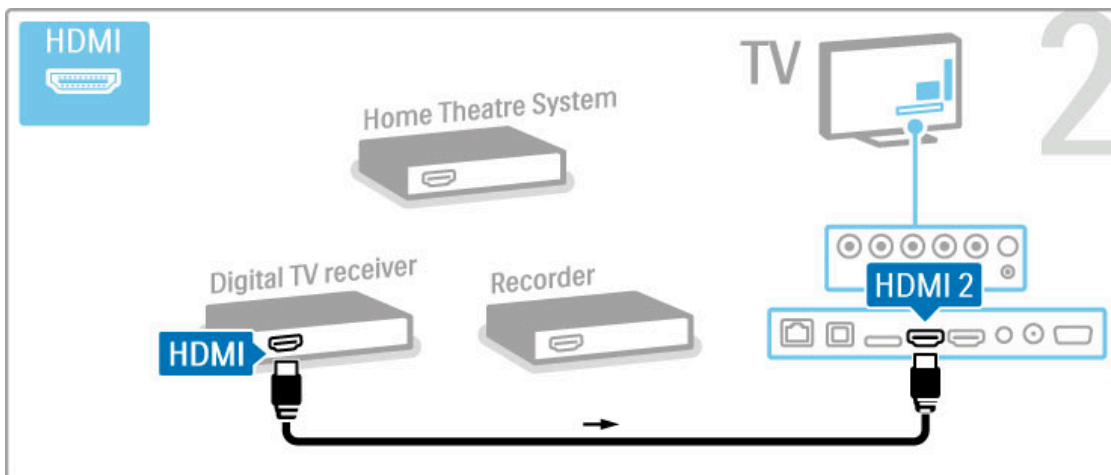 HDMI
TV
2
Home Theatre System
Digital TV receiver
Recorder
HDMI 2
HDMI